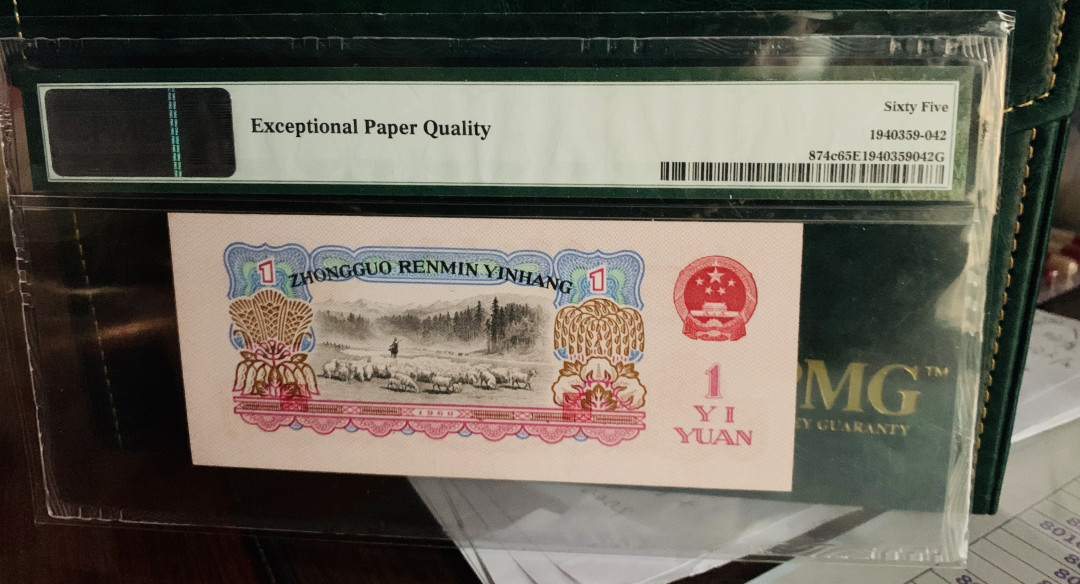 Exceptional Paper Quality
Sixty Five
1940359-042
874c65E1940359042G
1
ZHONGGUO RENMIN YINHANG
1
1960
1
YI
YUAN
PMG™
GUARANTY